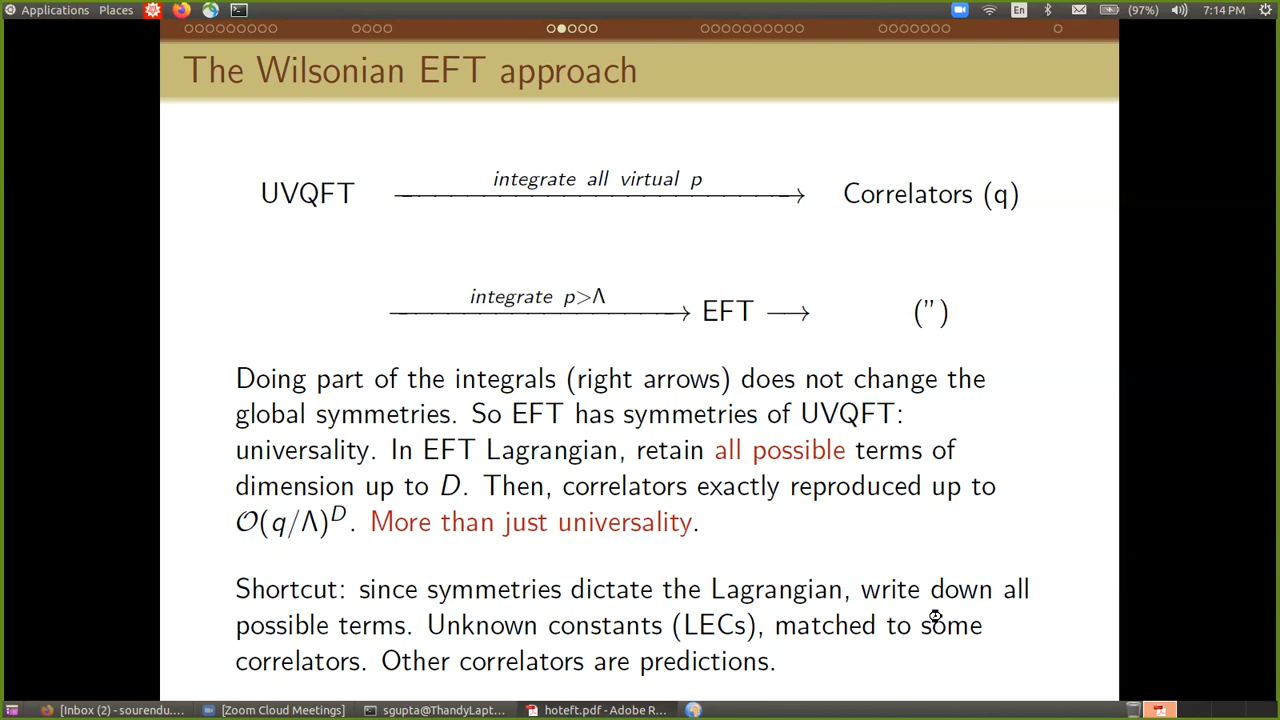 Applications Places En (97%) 7:14 PM
The Wilsonian EFT approach
integrate all virtual p
UVQFT Correlators (q)
integrate p>Λ
EFT (”)
Doing part of the integrals (right arrows) does not change the
global symmetries. So EFT has symmetries of UVQFT:
universality. In EFT Lagrangian, retain all possible terms of
dimension up to D. Then, correlators exactly reproduced up to
𝒪(q/Λ)^D. More than just universality.
Shortcut: since symmetries dictate the Lagrangian, write down all
possible terms. Unknown constants (LECs), matched to some
correlators. Other correlators are predictions.
[Inbox (2) - sourendu.... [Zoom Cloud Meetings] sgupta@ThandyLapt... hoteft.pdf - Adobe R...